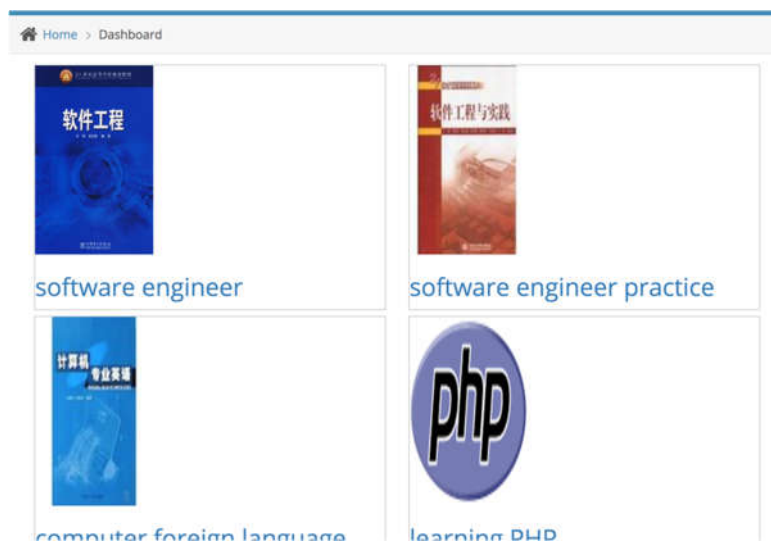 Home > Dashboard
软件工程
软件工程与实践
software engineer
software engineer practice
计算机
专业英语
php
computer foreign language
learning PHP